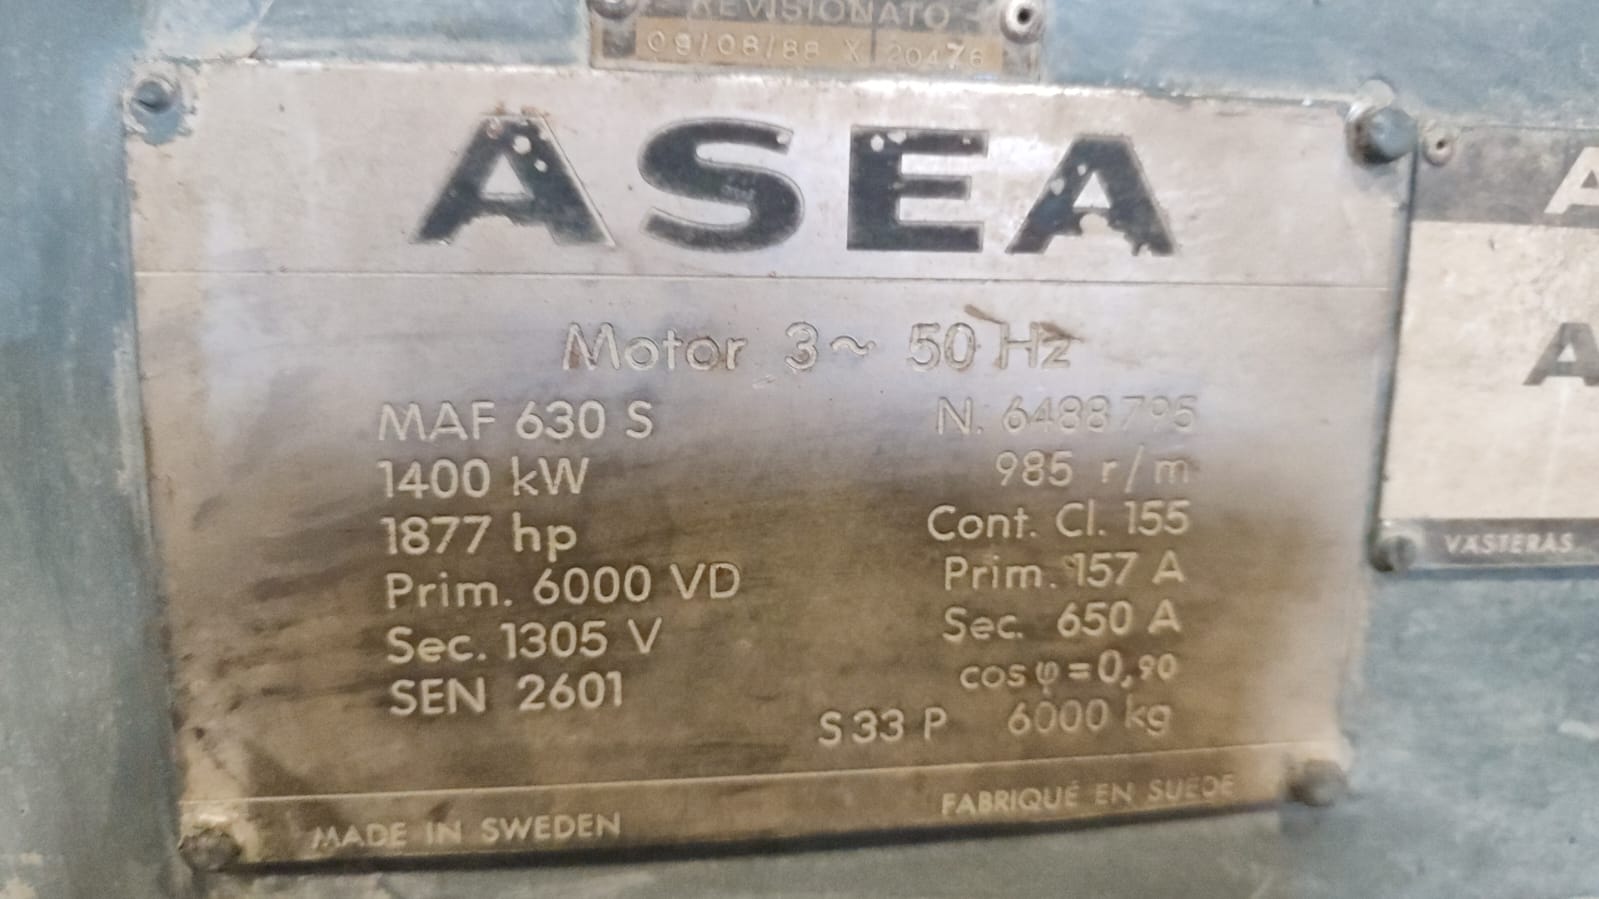 REVISIONATO
09/08/88 X 20476
ASEA
Motor 3~ 50 Hz
MAF 630 S N. 6488795
1400 kW 985 r/m
1877 hp Cont. Cl. 155
Prim. 6000 VD Prim. 157 A
Sec. 1305 V Sec. 650 A
SEN 2601 cos φ = 0,90
S 33 P 6000 kg
MADE IN SWEDEN FABRIQUÉ EN SUÈDE
A
A
VÄSTERÅS